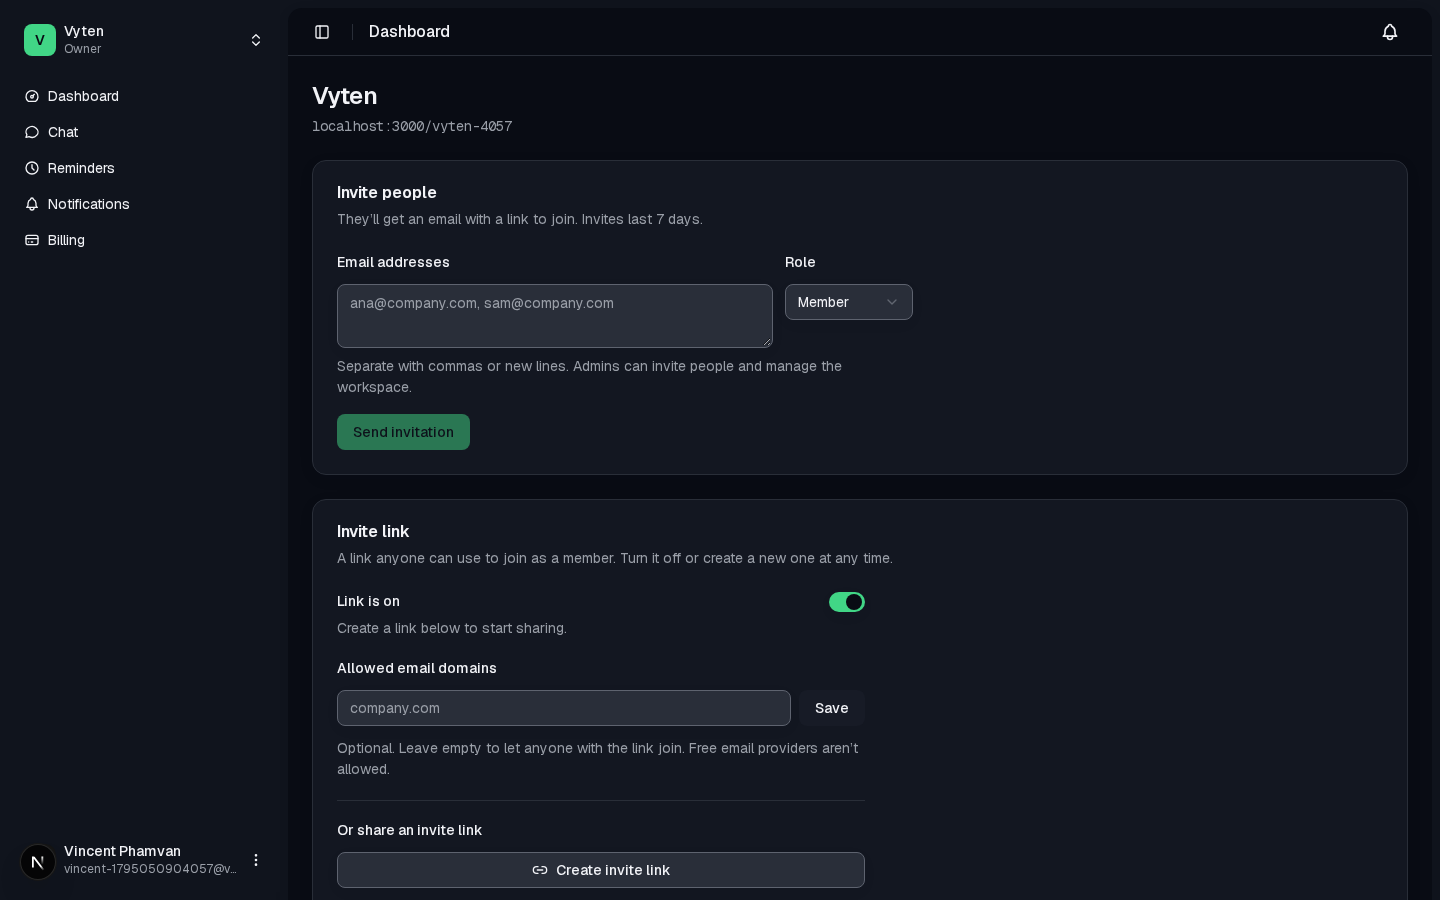 V
Vyten
Owner
Dashboard
Chat
Reminders
Notifications
Billing
Vincent Phamvan
vincent-1795050904057@v...
Dashboard
Vyten
localhost:3000/vyten-4057
Invite people
They'll get an email with a link to join. Invites last 7 days.
Email addresses
Role
ana@company.com, sam@company.com
Member
Separate with commas or new lines. Admins can invite people and manage the
workspace.
Send invitation
Invite link
A link anyone can use to join as a member. Turn it off or create a new one at any time.
Link is on
Create a link below to start sharing.
Allowed email domains
company.com
Save
Optional. Leave empty to let anyone with the link join. Free email providers aren't
allowed.
Or share an invite link
Create invite link